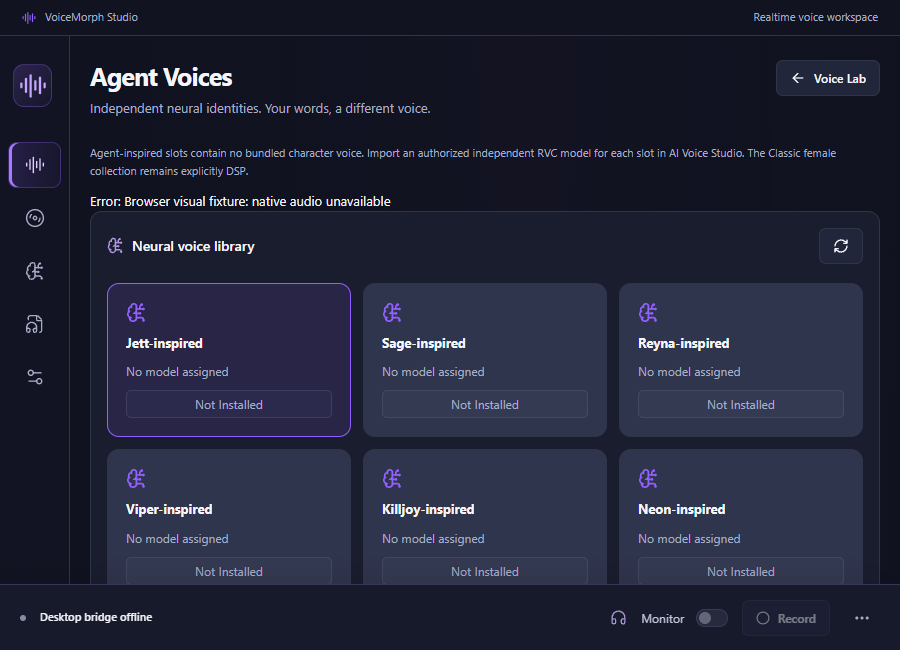 VoiceMorph Studio
Realtime voice workspace
Agent Voices
Voice Lab
Independent neural identities. Your words, a different voice.
Agent-inspired slots contain no bundled character voice. Import an authorized independent RVC model for each slot in AI Voice Studio. The Classic female
collection remains explicitly DSP.
Error: Browser visual fixture: native audio unavailable
Neural voice library
Jett-inspired
No model assigned
Not Installed
Sage-inspired
No model assigned
Not Installed
Reyna-inspired
No model assigned
Not Installed
Viper-inspired
No model assigned
Not Installed
Killjoy-inspired
No model assigned
Not Installed
Neon-inspired
No model assigned
Not Installed
Desktop bridge offline
Monitor
Record